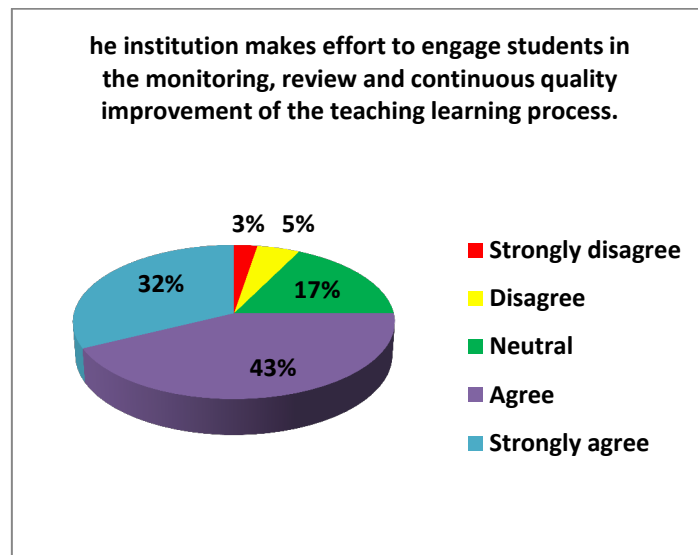 he institution makes effort to engage students in
the monitoring, review and continuous quality
improvement of the teaching learning process.
3% 5%
32% 17%
43%
Strongly disagree
Disagree
Neutral
Agree
Strongly agree